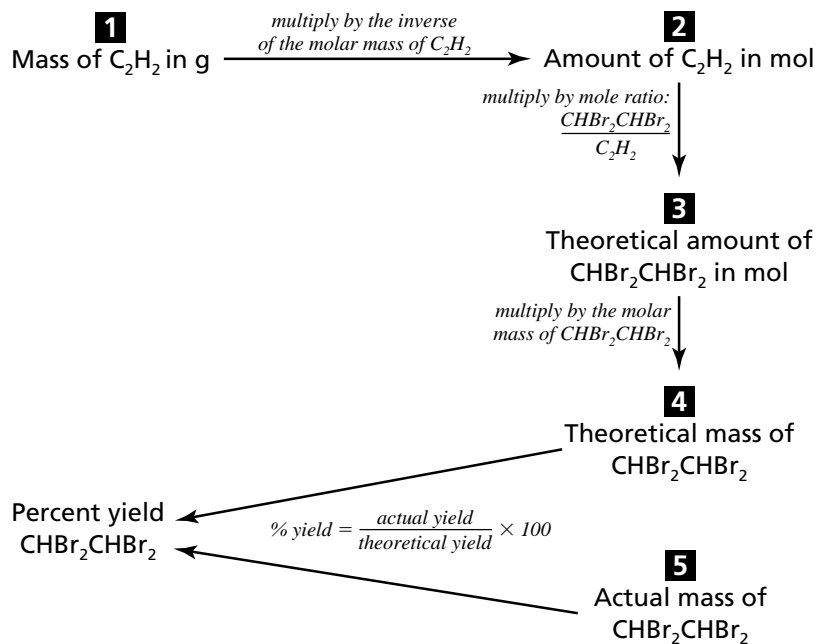 1
Mass of C₂H₂ in g
multiply by the inverse
of the molar mass of C₂H₂
2
Amount of C₂H₂ in mol
multiply by mole ratio:
CHBr₂CHBr₂
C₂H₂
3
Theoretical amount of
CHBr₂CHBr₂ in mol
multiply by the molar
mass of CHBr₂CHBr₂
4
Theoretical mass of
CHBr₂CHBr₂
Percent yield
CHBr₂CHBr₂
% yield = actual yield / theoretical yield × 100
5
Actual mass of
CHBr₂CHBr₂